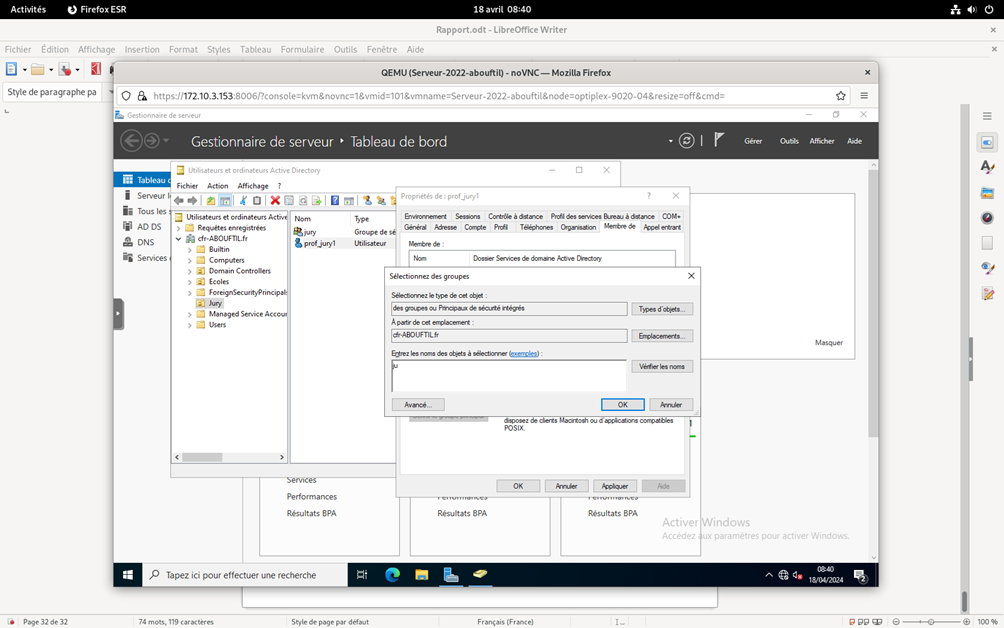 Activités
Firefox ESR
18 avril 08:40
Rapport.odt - LibreOffice Writer
Fichier Édition Affichage Insertion Format Styles Tableau Formulaire Outils Fenêtre Aide
Style de paragraphe pa
QEMU (Serveur-2022-abouftil) - noVNC — Mozilla Firefox
https://172.10.3.153:8006/?console=kvm&novnc=1&vmid=101&vmname=Serveur-2022-abouftil&node=optiplex-9020-04&resize=off&cmd=
Gestionnaire de serveur
Gestionnaire de serveur ‣ Tableau de bord
Gérer Outils Afficher Aide
Tableau
Serveur l
Tous les s
AD DS
DNS
Services
Utilisateurs et ordinateurs Active Directory
Fichier Action Affichage ?
Utilisateurs et ordinateurs Active
Requêtes enregistrées
cfr-ABOUFTIL.fr
Builtin
Computers
Domain Controllers
Ecoles
ForeignSecurityPrincipals
Jury
Managed Service Accour
Users
Nom Type
jury Groupe de sé
prof_jury1 Utilisateur
Propriétés de : prof_jury1
Environnement Sessions Contrôle à distance Profil des services Bureau à distance COM+
Général Adresse Compte Profil Téléphones Organisation Membre de Appel entrant
Membre de :
Nom Dossier Services de domaine Active Directory
Sélectionnez des groupes
Sélectionnez le type de cet objet :
des groupes ou Principaux de sécurité intégrés
Types d'objets...
À partir de cet emplacement :
cfr-ABOUFTIL.fr
Emplacements...
Entrez les noms des objets à sélectionner (exemples) :
ju
Vérifier les noms
Avancé...
OK
Annuler
disposez de clients Macintosh ou d'applications compatibles
POSIX.
OK Annuler Appliquer Aide
Masquer
Services
Performances
Résultats BPA
Performances
Résultats BPA
Performances
Résultats BPA
Activer Windows
Accédez aux paramètres pour activer Windows.
Tapez ici pour effectuer une recherche
08:40
18/04/2024
2
Page 32 de 32
74 mots, 119 caractères
Style de page par défaut
Français (France)
100 %